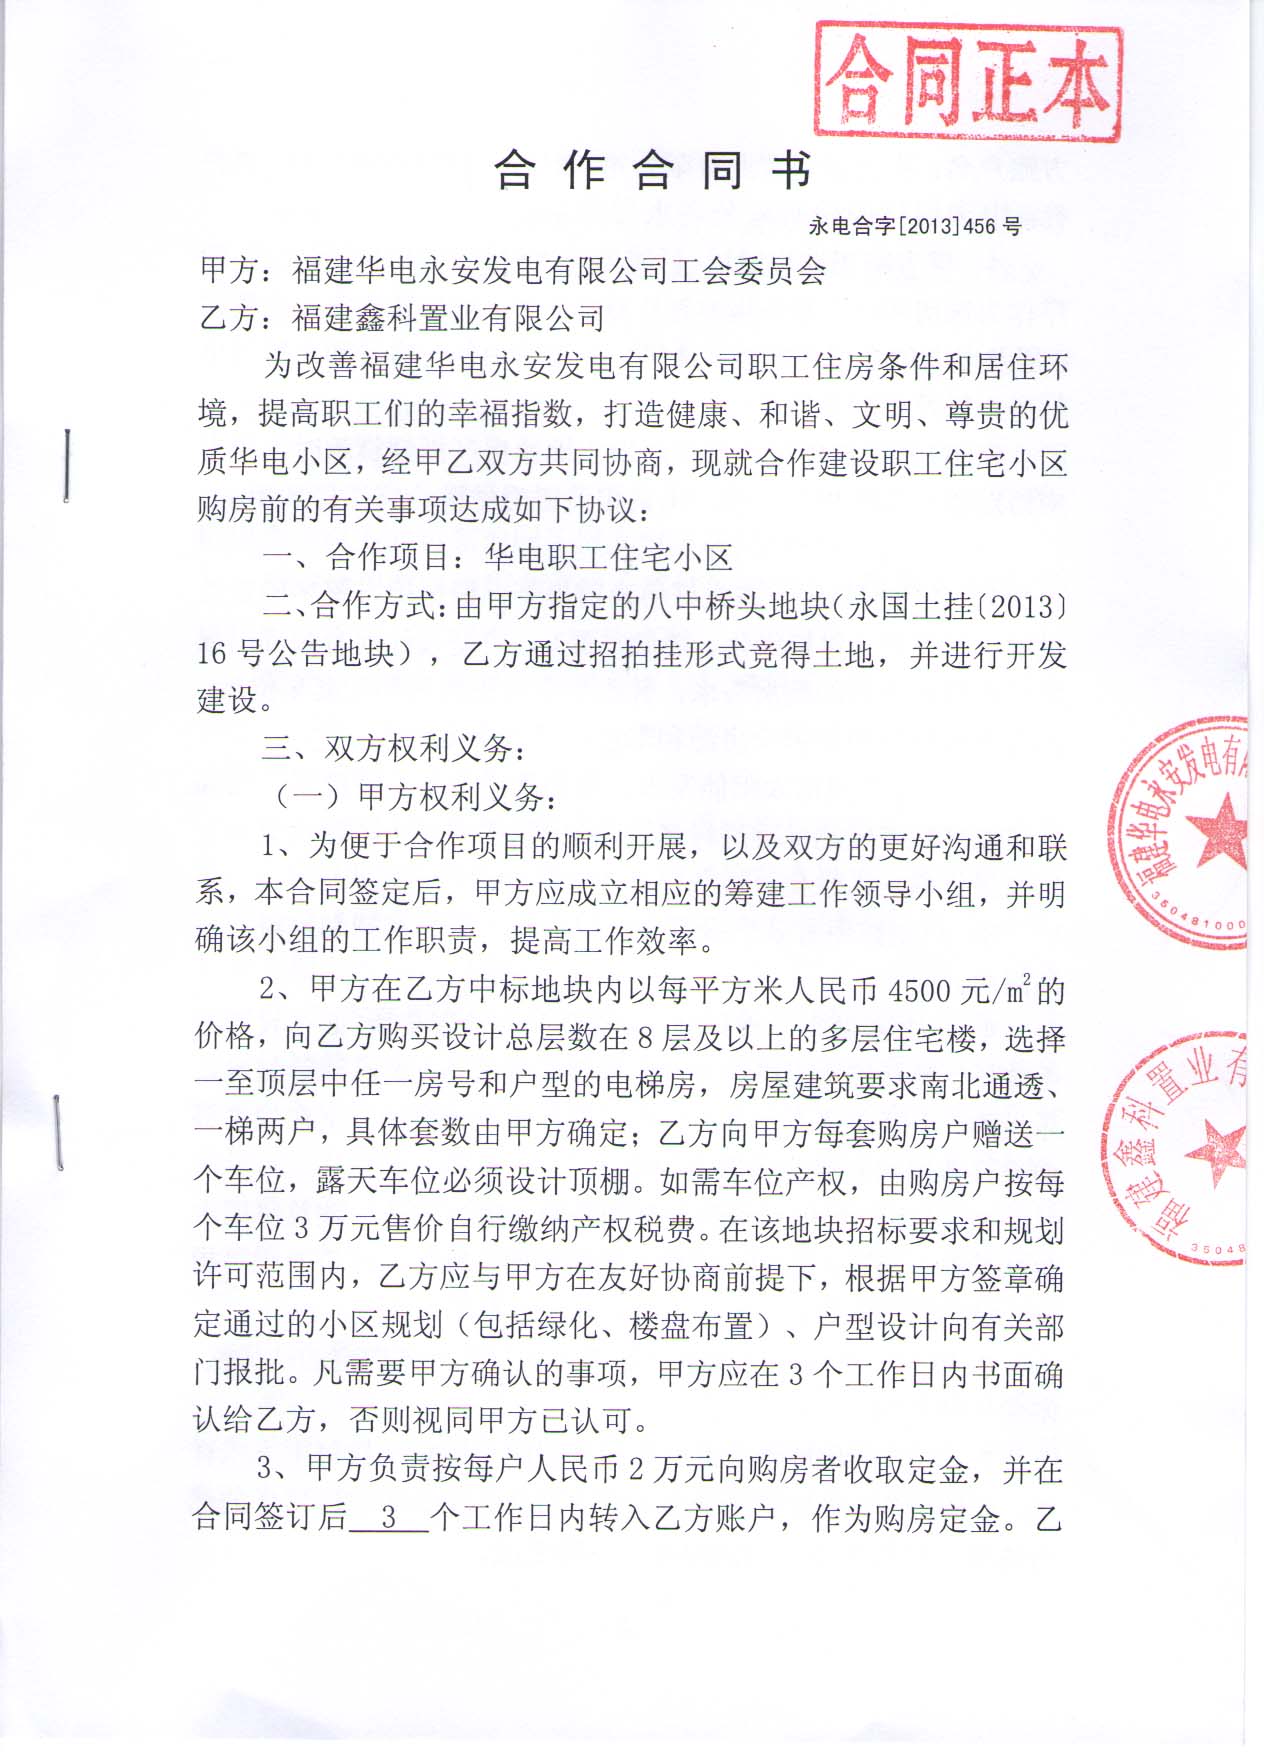 合同正本
合作合同书
永电合字[2013]456号
甲方：福建华电永安发电有限公司工会委员会
乙方：福建鑫科置业有限公司
为改善福建华电永安发电有限公司职工住房条件和居住环
境，提高职工们的幸福指数，打造健康、和谐、文明、尊贵的优
质华电小区，经甲乙双方共同协商，现就合作建设职工住宅小区
购房前的有关事项达成如下协议：
一、合作项目：华电职工住宅小区
二、合作方式：由甲方指定的八中桥头地块（永国土挂〔2013〕
16号公告地块），乙方通过招拍挂形式竞得土地，并进行开发
建设。
三、双方权利义务：
（一）甲方权利义务：
1、为便于合作项目的顺利开展，以及双方的更好沟通和联
系，本合同签定后，甲方应成立相应的筹建工作领导小组，并明
确该小组的工作职责，提高工作效率。
2、甲方在乙方中标地块内以每平方米人民币4500元/m²的
价格，向乙方购买设计总层数在8层及以上的多层住宅楼，选择
一至顶层中任一房号和户型的电梯房，房屋建筑要求南北通透、
一梯两户，具体套数由甲方确定；乙方向甲方每套购房户赠送一
个车位，露天车位必须设计顶棚。如需车位产权，由购房户按每
个车位3万元售价自行缴纳产权税费。在该地块招标要求和规划
许可范围内，乙方应与甲方在友好协商前提下，根据甲方签章确
定通过的小区规划（包括绿化、楼盘布置）、户型设计向有关部
门报批。凡需要甲方确认的事项，甲方应在3个工作日内书面确
认给乙方，否则视同甲方已认可。
3、甲方负责按每户人民币2万元向购房者收取定金，并在
合同签订后 3 个工作日内转入乙方账户，作为购房定金。乙
福建华电永安发电有
350481000
福建鑫科置业有
35048